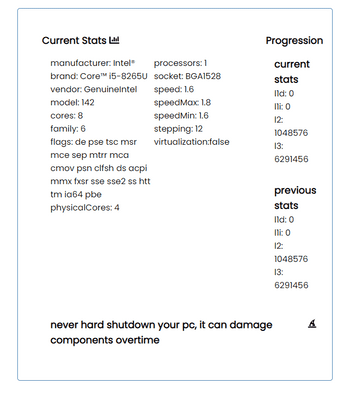 Current Stats
manufacturer: Intel®
brand: Core™ i5-8265U
vendor: GenuineIntel
model: 142
cores: 8
family: 6
flags: de pse tsc msr
mce sep mtrr mca
cmov psn clfsh ds acpi
mmx fxsr sse sse2 ss htt
tm ia64 pbe
physicalCores: 4
processors: 1
socket: BGA1528
speed: 1.6
speedMax: 1.8
speedMin: 1.6
stepping: 12
virtualization:false
Progression
current
stats
l1d: 0
l1i: 0
l2:
1048576
l3:
6291456
previous
stats
l1d: 0
l1i: 0
l2:
1048576
l3:
6291456
never hard shutdown your pc, it can damage
components overtime